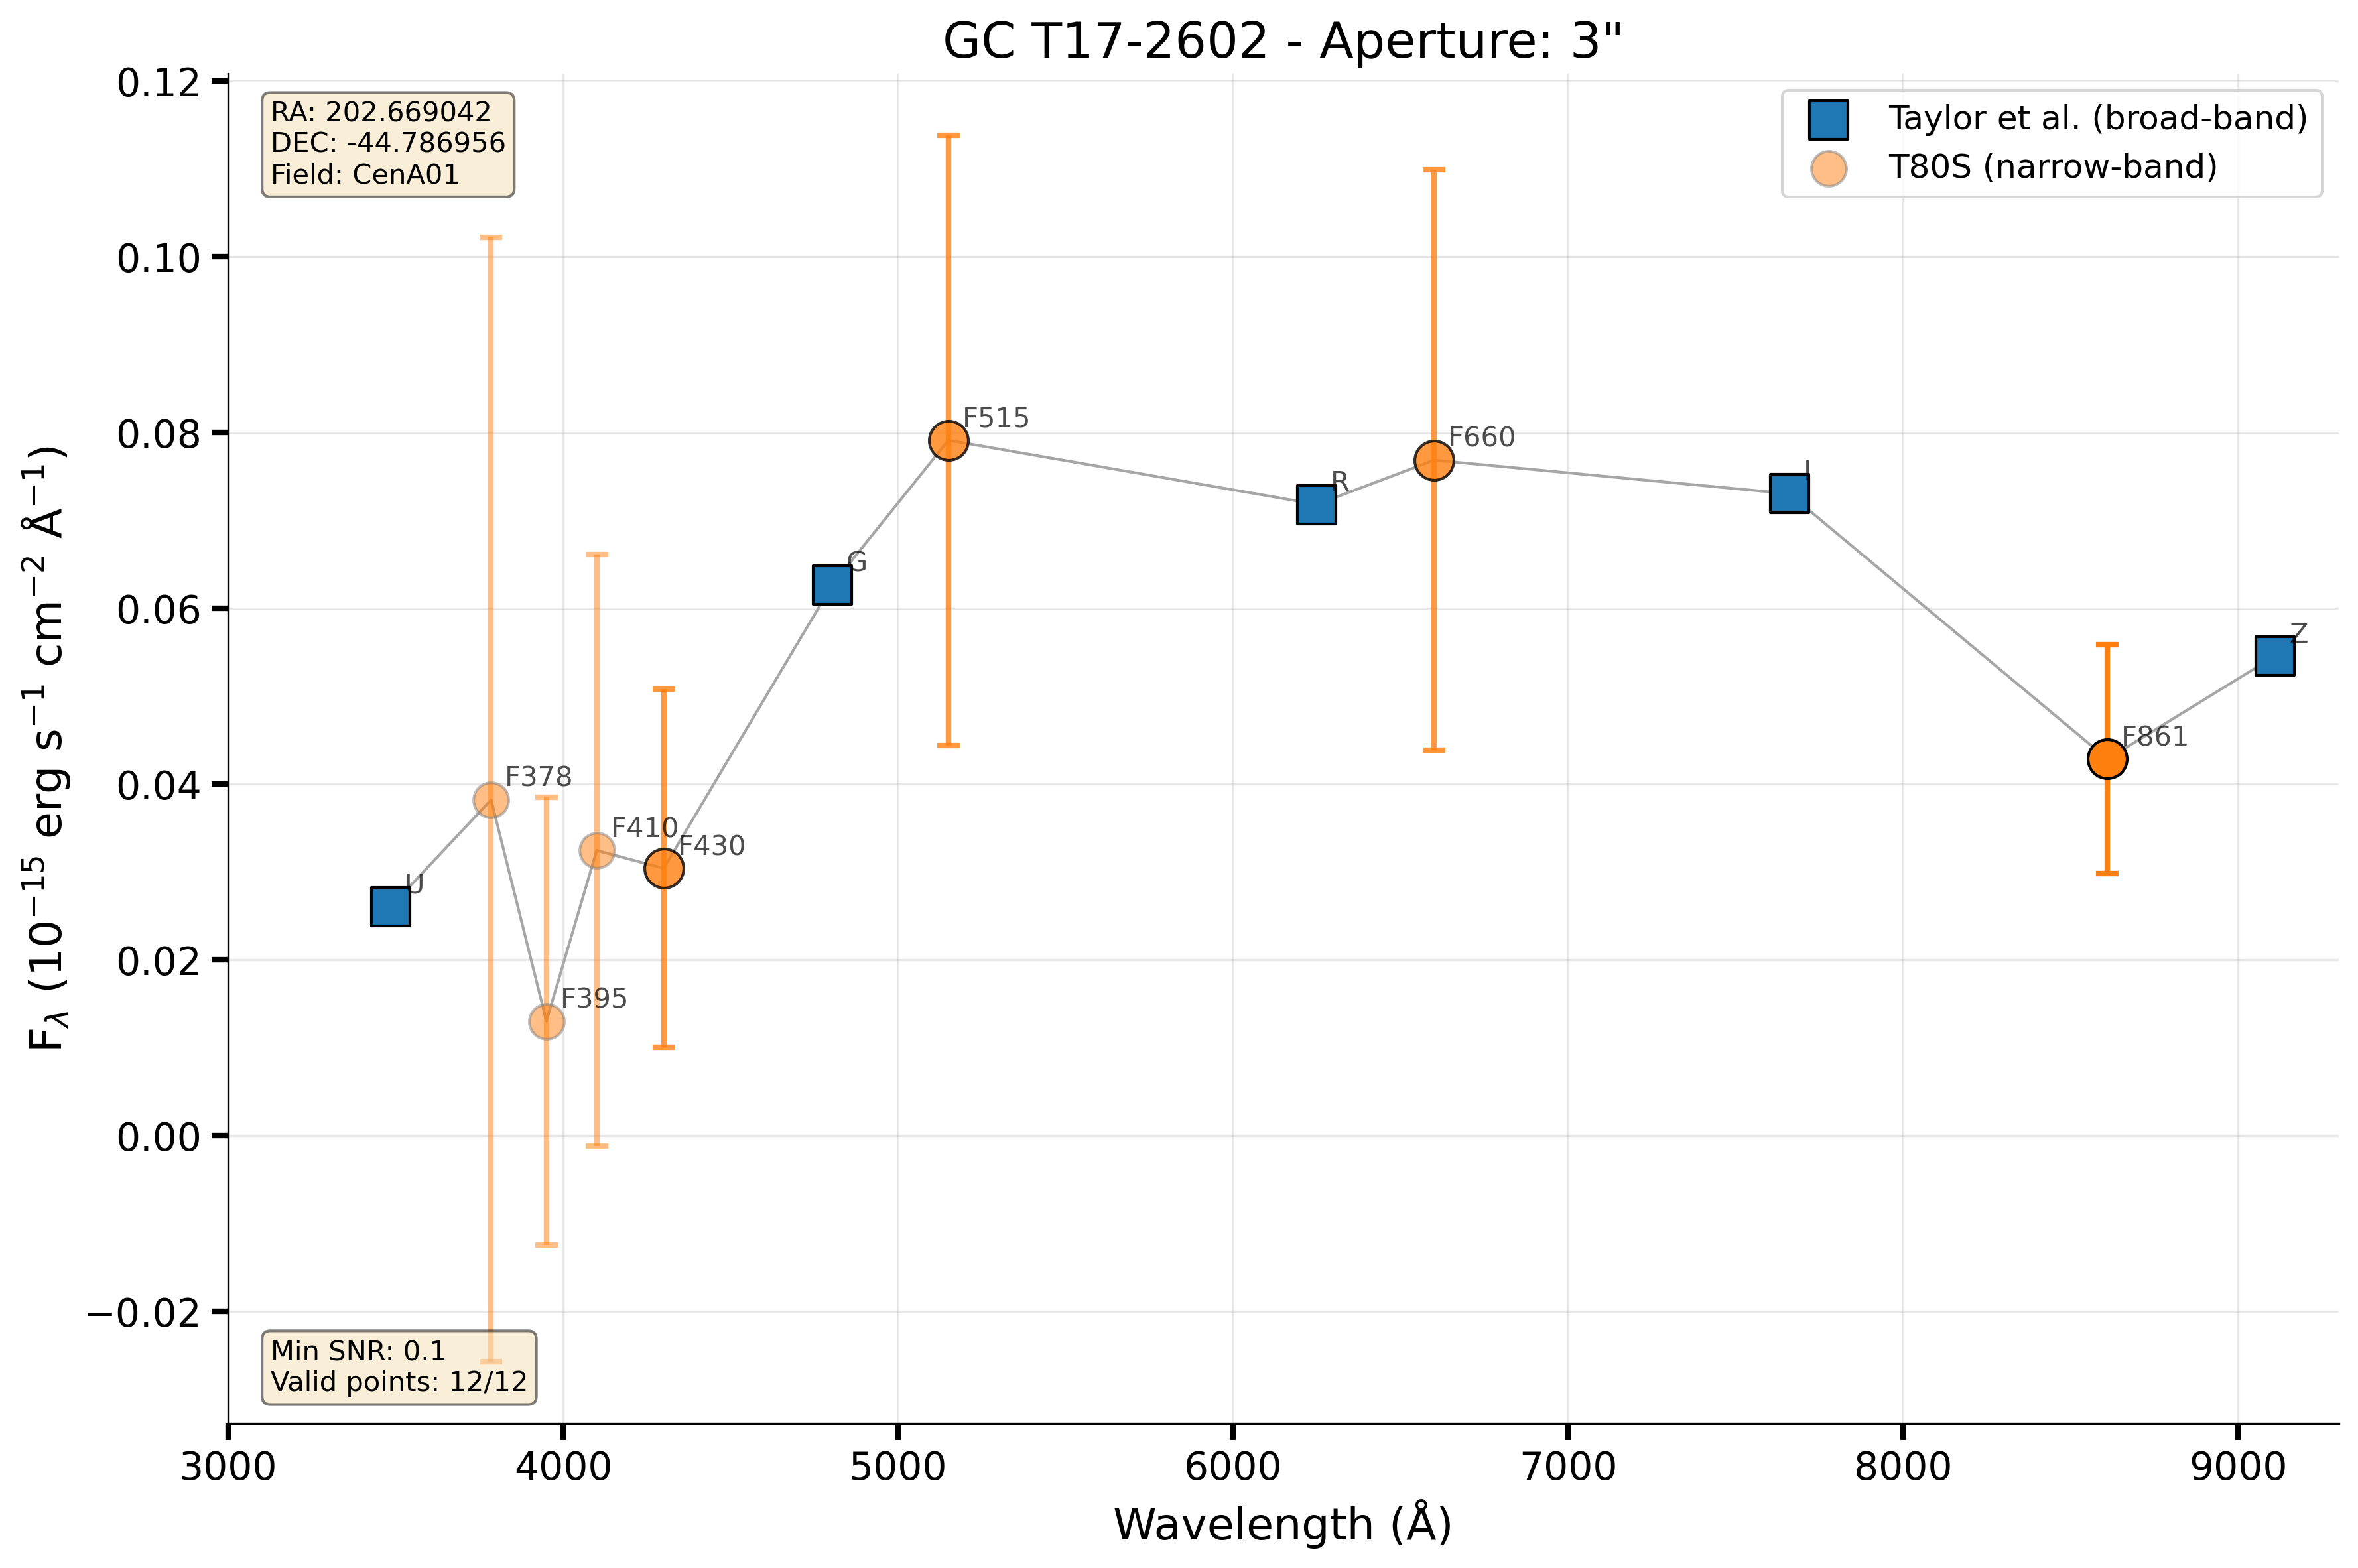 GC T17-2602 - Aperture: 3"
RA: 202.669042
DEC: -44.786956
Field: CenA01
Taylor et al. (broad-band)
T80S (narrow-band)
F_λ (10⁻¹⁵ erg s⁻¹ cm⁻² Å⁻¹)
0.12
0.10
0.08
0.06
0.04
0.02
0.00
−0.02
U
F378
F395
F410
F430
G
F515
R
F660
I
F861
Z
Min SNR: 0.1
Valid points: 12/12
3000 4000 5000 6000 7000 8000 9000
Wavelength (Å)